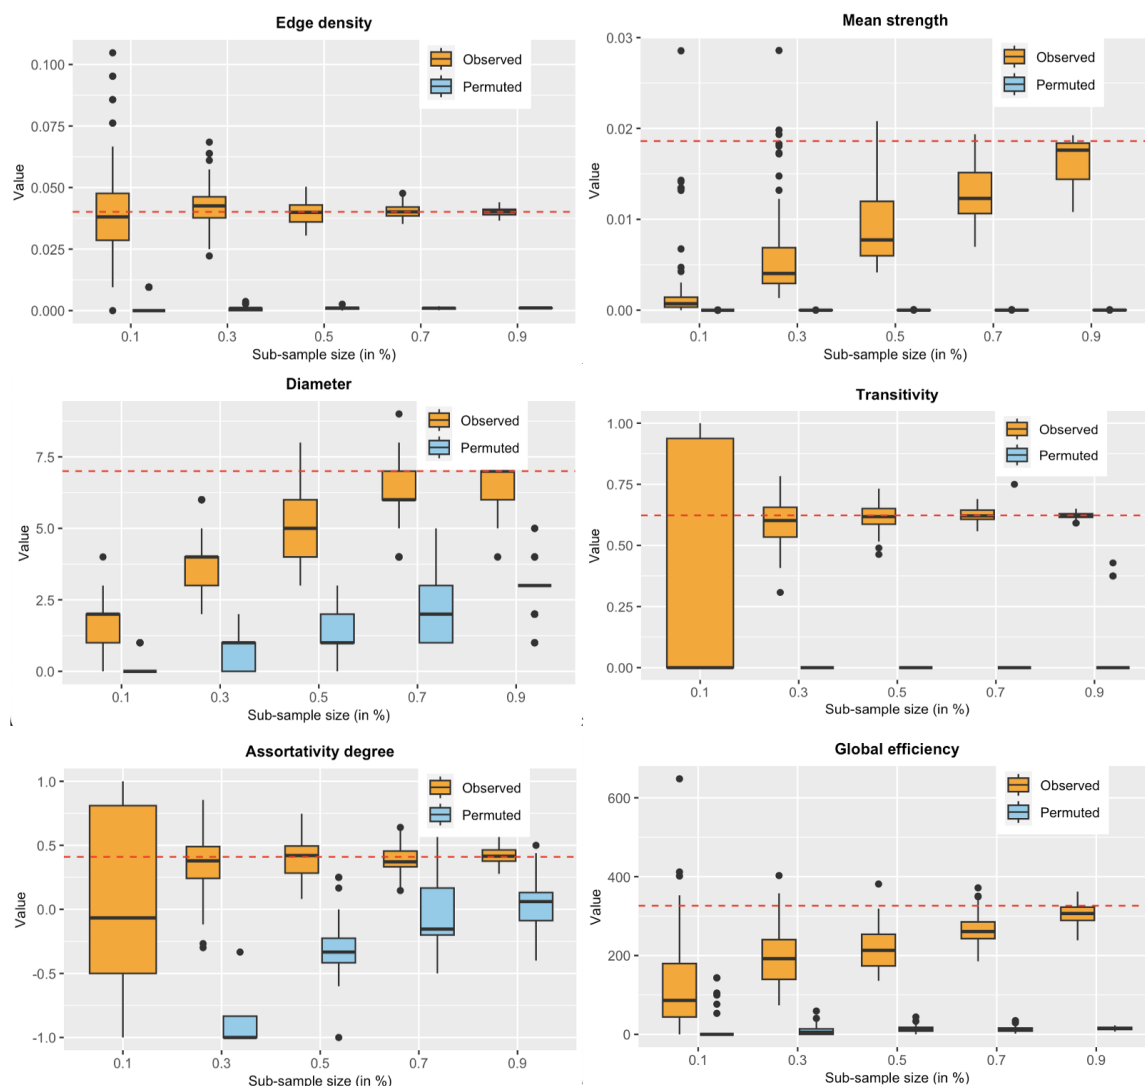 Edge density
Observed
Permuted
0.100
0.075
0.050
0.025
0.000
Value
0.1 0.3 0.5 0.7 0.9
Sub-sample size (in %)
Mean strength
Observed
Permuted
0.03
0.02
0.01
0.00
Value
0.1 0.3 0.5 0.7 0.9
Sub-sample size (in %)
Diameter
Observed
Permuted
7.5
5.0
2.5
0.0
Value
0.1 0.3 0.5 0.7 0.9
Sub-sample size (in %)
Transitivity
Observed
Permuted
1.00
0.75
0.50
0.25
0.00
Value
0.1 0.3 0.5 0.7 0.9
Sub-sample size (in %)
Assortativity degree
Observed
Permuted
1.0
0.5
0.0
-0.5
-1.0
Value
0.1 0.3 0.5 0.7 0.9
Sub-sample size (in %)
Global efficiency
Observed
Permuted
600
400
200
0
Value
0.1 0.3 0.5 0.7 0.9
Sub-sample size (in %)